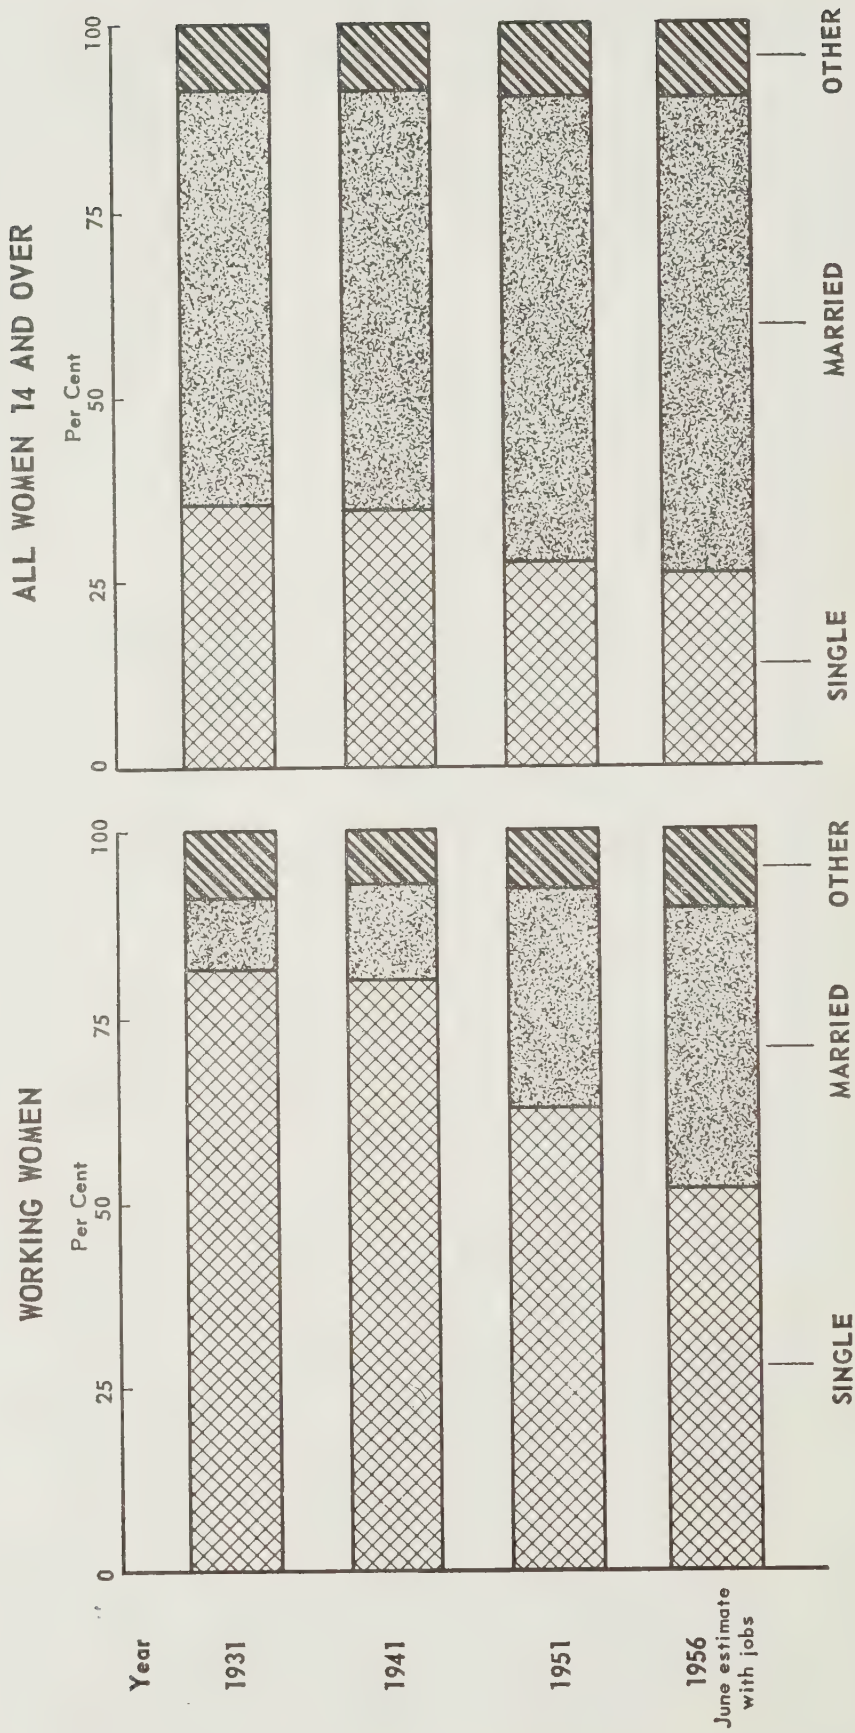 WORKING WOMEN
ALL WOMEN 14 AND OVER
Per Cent
Per Cent
Year
0 25 50 75 100
0 25 50 75 100
1931
1941
1951
1956
June estimate
with jobs
SINGLE MARRIED OTHER
SINGLE MARRIED OTHER